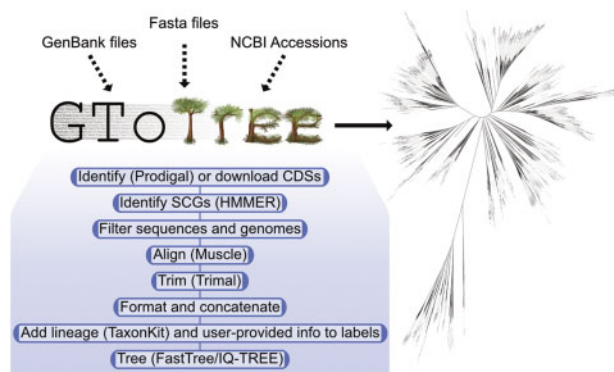 Fasta files
GenBank files
NCBI Accessions
GToTree
Identify (Prodigal) or download CDSs
Identify SCGs (HMMER)
Filter sequences and genomes
Align (Muscle)
Trim (Trimal)
Format and concatenate
Add lineage (TaxonKit) and user-provided info to labels
Tree (FastTree/IQ-TREE)